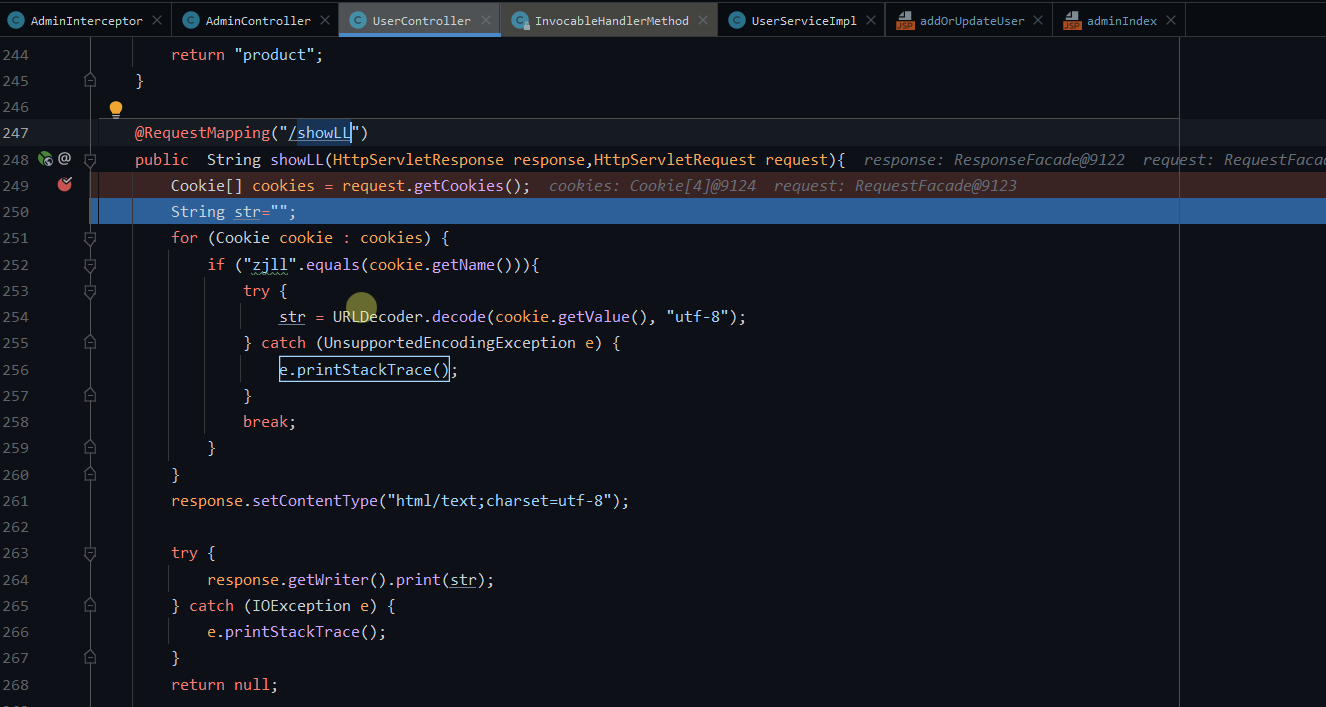 AdminInterceptor AdminController UserController InvocableHandlerMethod UserServiceImpl addOrUpdateUser adminIndex
244 return "product";
245 }
246
247 @RequestMapping("/showLL")
248 public  String showLL(HttpServletResponse response,HttpServletRequest request){ response: ResponseFacade@9122 request: RequestFaca
249 Cookie[] cookies = request.getCookies(); cookies: Cookie[4]@9124 request: RequestFacade@9123
250 String str="";
251 for (Cookie cookie : cookies) {
252 if ("zjll".equals(cookie.getName())){
253 try {
254 str = URLDecoder.decode(cookie.getValue(), "utf-8");
255 } catch (UnsupportedEncodingException e) {
256 e.printStackTrace();
257 }
258 break;
259 }
260 }
261 response.setContentType("html/text;charset=utf-8");
262
263 try {
264 response.getWriter().print(str);
265 } catch (IOException e) {
266 e.printStackTrace();
267 }
268 return null;